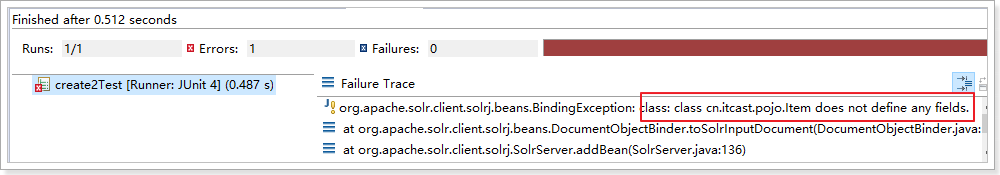 Finished after 0.512 seconds
Runs: 1/1 Errors: 1 Failures: 0
create2Test [Runner: JUnit 4] (0.487 s)
Failure Trace
org.apache.solr.client.solrj.beans.BindingException: class: class cn.itcast.pojo.Item does not define any fields.
at org.apache.solr.client.solrj.beans.DocumentObjectBinder.toSolrInputDocument(DocumentObjectBinder.java:
at org.apache.solr.client.solrj.SolrServer.addBean(SolrServer.java:136)